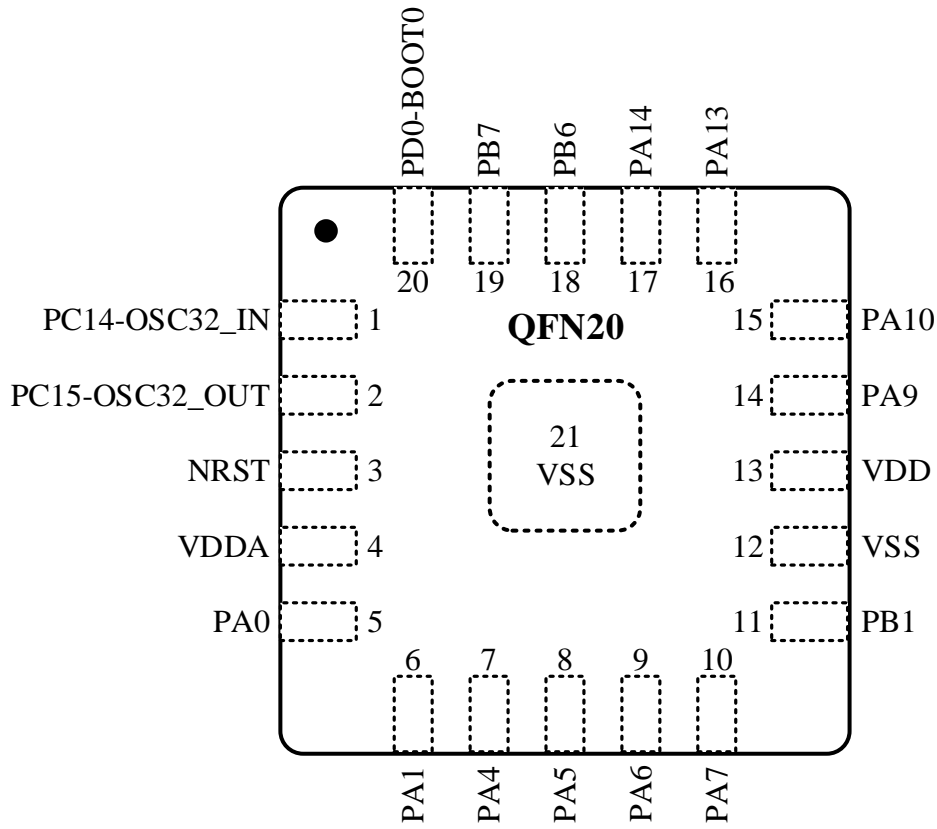 PD0-BOOT0
PB7
PB6
PA14
PA13
20
19
18
17
16
PC14-OSC32_IN
1
QFN20
15
PA10
PC15-OSC32_OUT
2
14
PA9
NRST
3
21
VSS
13
VDD
VDDA
4
12
VSS
PA0
5
11
PB1
6
7
8
9
10
PA1
PA4
PA5
PA6
PA7